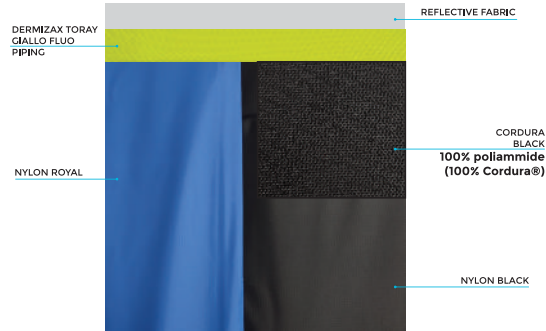 REFLECTIVE FABRIC
DERMIZAX TORAY
GIALLO FLUO
PIPING
CORDURA
BLACK
100% poliammide
(100% Cordura®)
NYLON ROYAL
NYLON BLACK